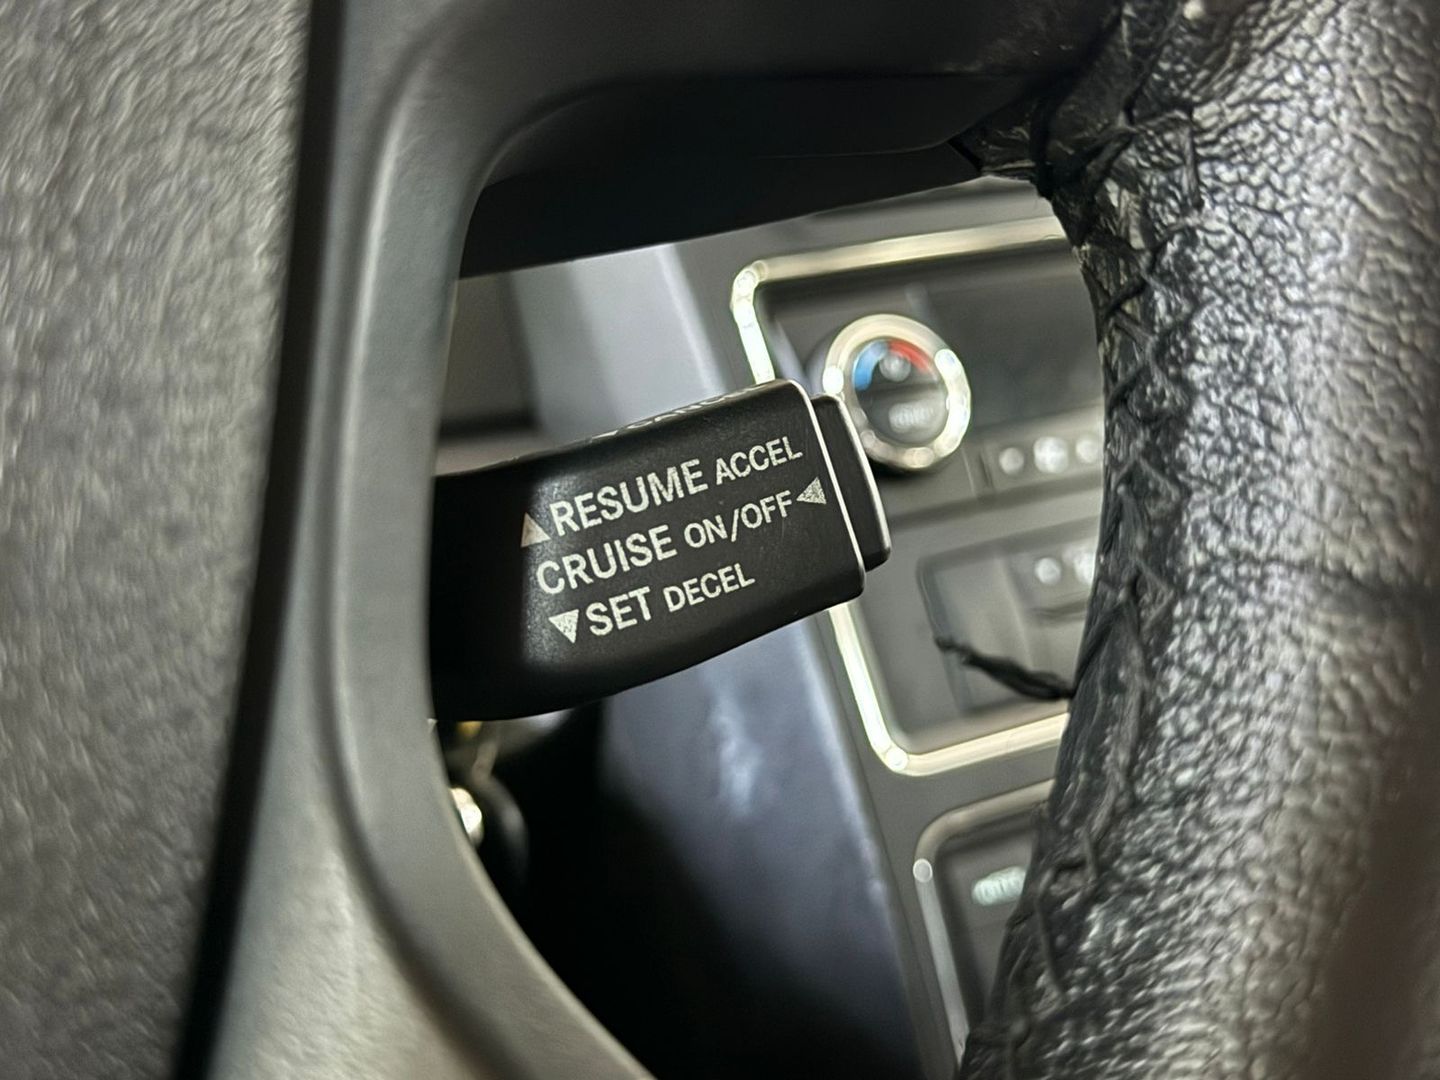 ▲RESUME ACCEL
CRUISE ON/OFF◀
▼SET DECEL